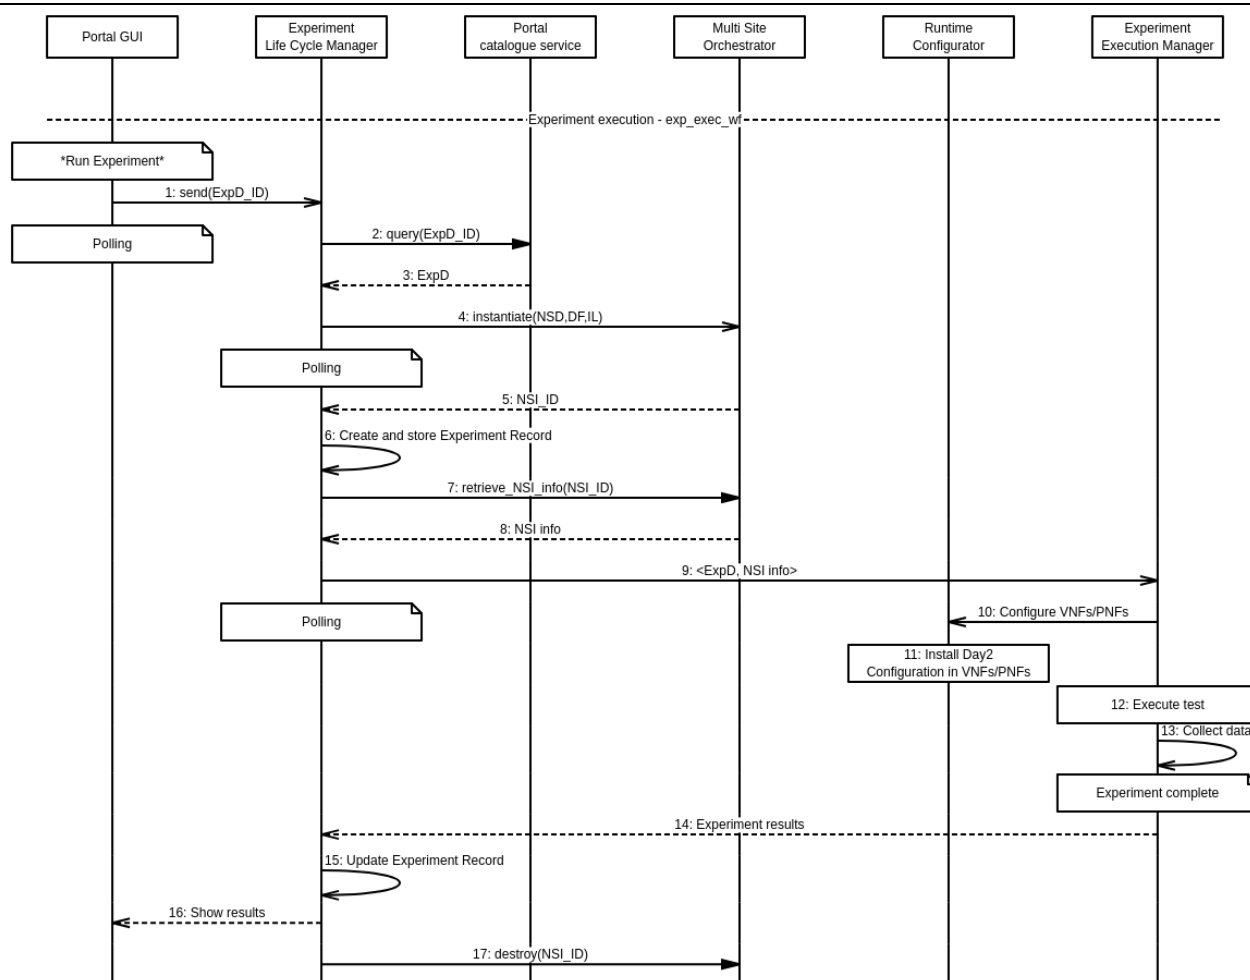 Portal GUI
Experiment
Life Cycle Manager
Portal
catalogue service
Multi Site
Orchestrator
Runtime
Configurator
Experiment
Execution Manager
Experiment execution - exp_exec_wf
*Run Experiment*
1: send(ExpD_ID)
Polling
2: query(ExpD_ID)
3: ExpD
4: instantiate(NSD,DF,IL)
Polling
5: NSI_ID
6: Create and store Experiment Record
7: retrieve_NSI_info(NSI_ID)
8: NSI info
9: <ExpD, NSI info>
Polling
10: Configure VNFs/PNFs
11: Install Day2
Configuration in VNFs/PNFs
12: Execute test
13: Collect data
Experiment complete
14: Experiment results
15: Update Experiment Record
16: Show results
17: destroy(NSI_ID)